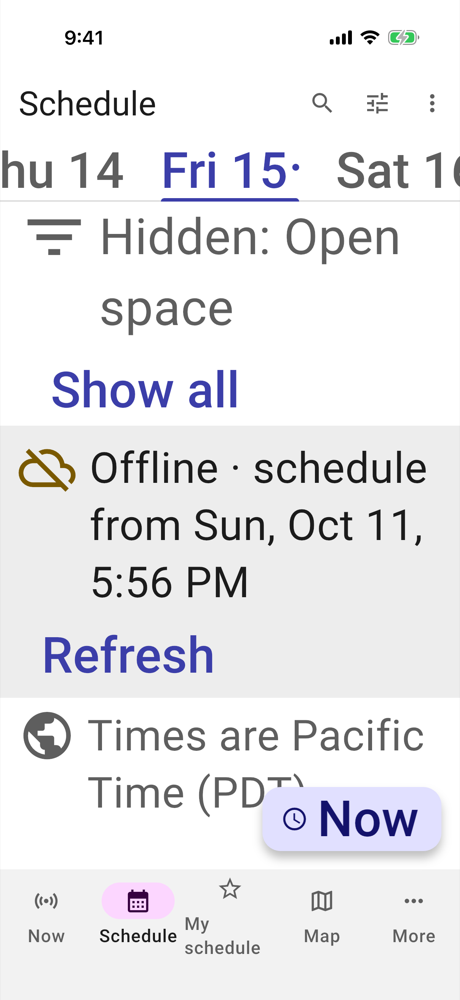 9:41
Schedule
hu 14 Fri 15· Sat 16
Hidden: Open
space
Show all
Offline · schedule
from Sun, Oct 11,
5:56 PM
Refresh
Times are Pacific
Time (PDT)
Now
Now
Schedule
My
schedule
Map
More